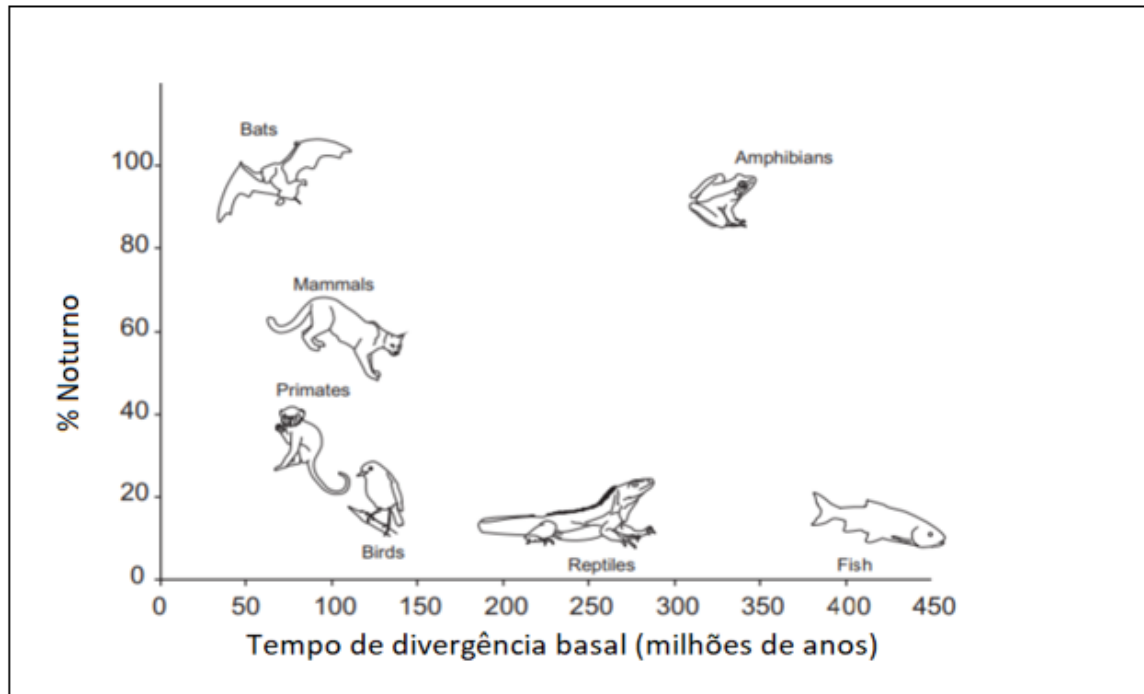 Bats
Amphibians
100
80
Mammals
60
Primates
40
20
Birds
Reptiles
Fish
0
% Noturno
0 50 100 150 200 250 300 350 400 450
Tempo de divergência basal (milhões de anos)